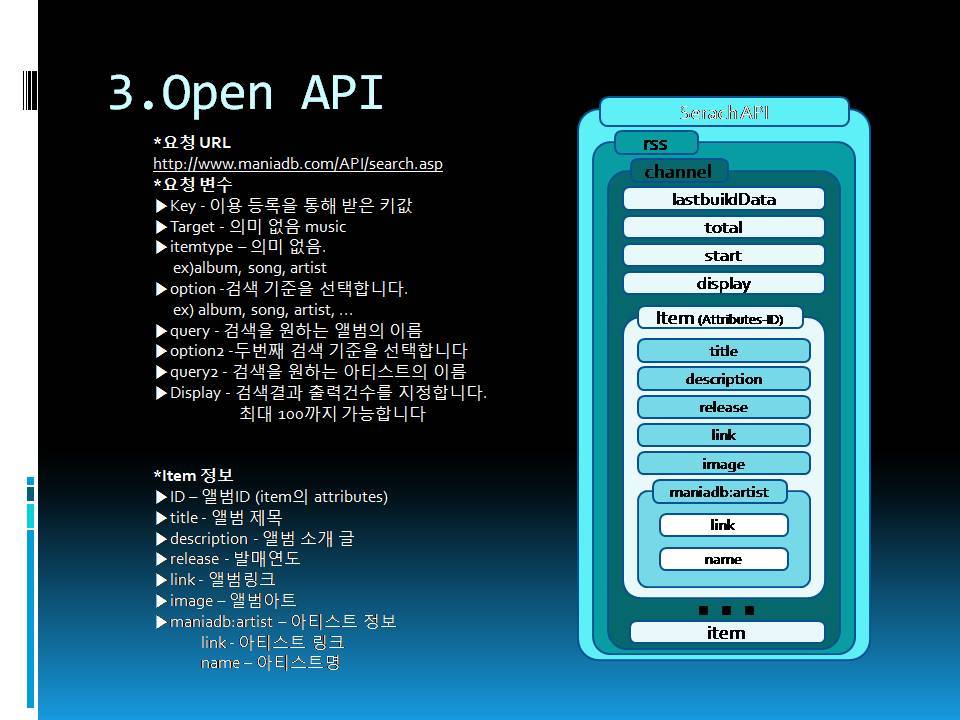 3.Open API
*요청 URL
http://www.maniadb.com/API/search.asp
*요청 변수
▶Key - 이용 등록을 통해 받은 키값
▶Target - 의미 없음 music
▶itemtype – 의미 없음.
ex)album, song, artist
▶option -검색 기준을 선택합니다.
ex) album, song, artist, …
▶query - 검색을 원하는 앨범의 이름
▶option2 -두번째 검색 기준을 선택합니다
▶query2 - 검색을 원하는 아티스트의 이름
▶Display - 검색결과 출력건수를 지정합니다.
최대 100까지 가능합니다
*Item 정보
▶ID – 앨범ID (item의 attributes)
▶title - 앨범 제목
▶description - 앨범 소개 글
▶release - 발매연도
▶link - 앨범링크
▶image – 앨범아트
▶maniadb:artist – 아티스트 정보
link - 아티스트 링크
name – 아티스트명
Serach API
rss
channel
lastbuildData
total
start
display
Item (Attributes-ID)
title
description
release
link
image
maniadb:artist
link
name
■ ■ ■
item